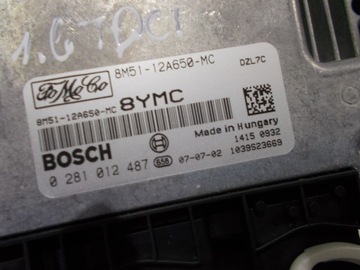 1.6 TDCI
8M51-12A650-MC DZL7C
FoMoCo
8M51-12A650-MC 8YMC
BOSCH
Made in Hungary
1415 0932
0 281 012 487 656 07-07-02 1039S23669